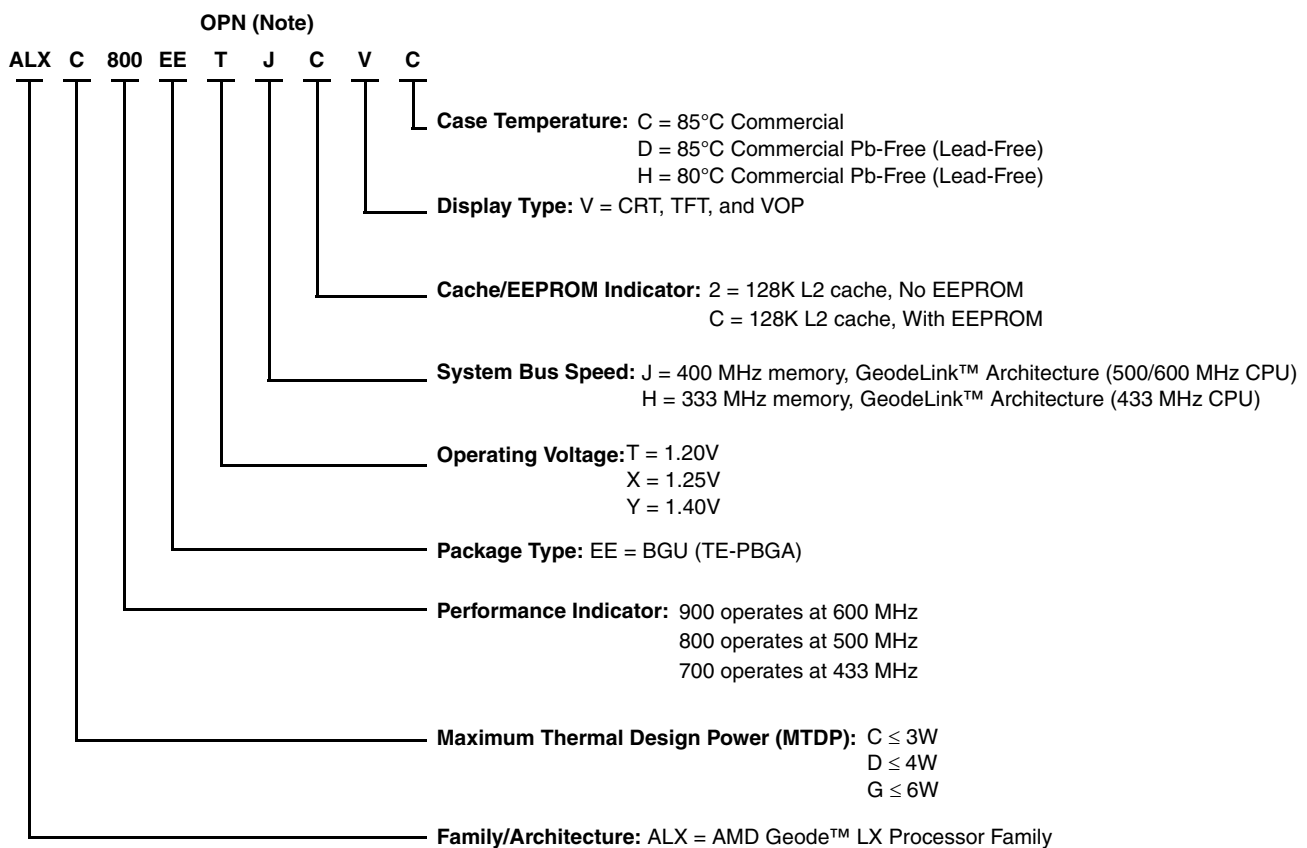 OPN (Note)
ALX C 800 EE T J C V C
Case Temperature: C = 85°C Commercial
D = 85°C Commercial Pb-Free (Lead-Free)
H = 80°C Commercial Pb-Free (Lead-Free)
Display Type: V = CRT, TFT, and VOP
Cache/EEPROM Indicator: 2 = 128K L2 cache, No EEPROM
C = 128K L2 cache, With EEPROM
System Bus Speed: J = 400 MHz memory, GeodeLink™ Architecture (500/600 MHz CPU)
H = 333 MHz memory, GeodeLink™ Architecture (433 MHz CPU)
Operating Voltage: T = 1.20V
X = 1.25V
Y = 1.40V
Package Type: EE = BGU (TE-PBGA)
Performance Indicator: 900 operates at 600 MHz
800 operates at 500 MHz
700 operates at 433 MHz
Maximum Thermal Design Power (MTDP): C ≤ 3W
D ≤ 4W
G ≤ 6W
Family/Architecture: ALX = AMD Geode™ LX Processor Family